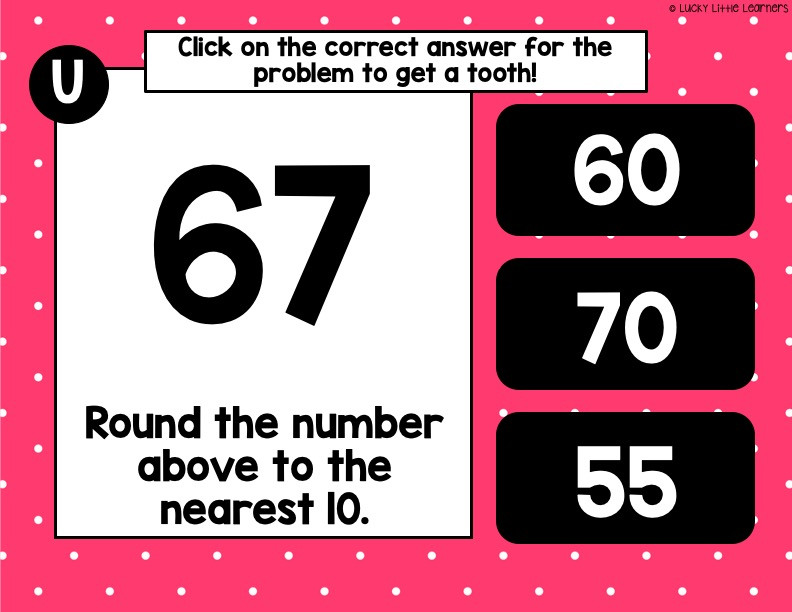 © Lucky Little Learners
Click on the correct answer for the
problem to get a tooth!
U
67
Round the number
above to the
nearest 10.
60
70
55